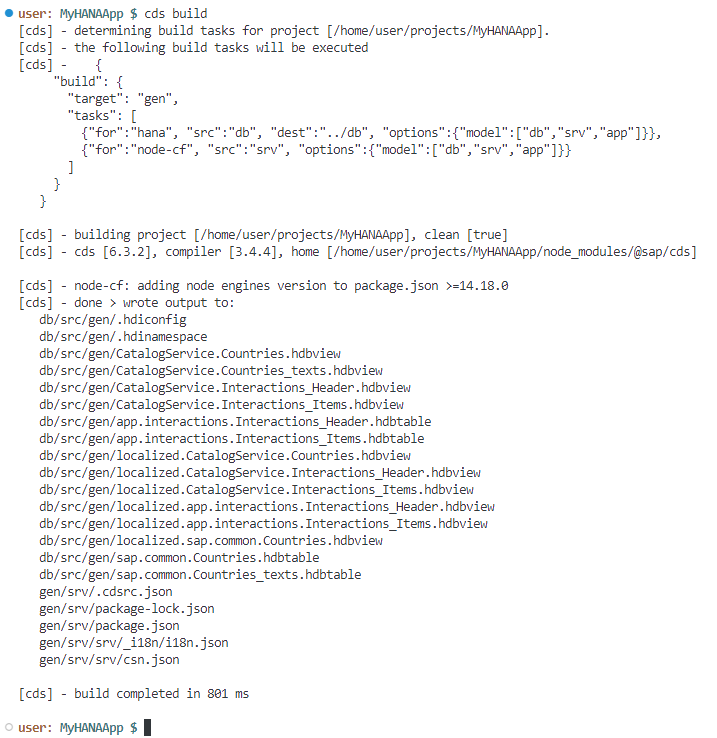 user: MyHANAApp $ cds build
[cds] - determining build tasks for project [/home/user/projects/MyHANAApp].
[cds] - the following build tasks will be executed
[cds] -    {
"build": {
"target": "gen",
"tasks": [
{"for":"hana", "src":"db", "dest":"../db", "options":{"model":["db","srv","app"]}},
{"for":"node-cf", "src":"srv", "options":{"model":["db","srv","app"]}}
]
}
}
[cds] - building project [/home/user/projects/MyHANAApp], clean [true]
[cds] - cds [6.3.2], compiler [3.4.4], home [/home/user/projects/MyHANAApp/node_modules/@sap/cds]
[cds] - node-cf: adding node engines version to package.json >=14.18.0
[cds] - done > wrote output to:
db/src/gen/.hdiconfig
db/src/gen/.hdinamespace
db/src/gen/CatalogService.Countries.hdbview
db/src/gen/CatalogService.Countries_texts.hdbview
db/src/gen/CatalogService.Interactions_Header.hdbview
db/src/gen/CatalogService.Interactions_Items.hdbview
db/src/gen/app.interactions.Interactions_Header.hdbtable
db/src/gen/app.interactions.Interactions_Items.hdbtable
db/src/gen/localized.CatalogService.Countries.hdbview
db/src/gen/localized.CatalogService.Interactions_Header.hdbview
db/src/gen/localized.CatalogService.Interactions_Items.hdbview
db/src/gen/localized.app.interactions.Interactions_Header.hdbview
db/src/gen/localized.app.interactions.Interactions_Items.hdbview
db/src/gen/localized.sap.common.Countries.hdbview
db/src/gen/sap.common.Countries.hdbtable
db/src/gen/sap.common.Countries_texts.hdbtable
gen/srv/.cdsrc.json
gen/srv/package-lock.json
gen/srv/package.json
gen/srv/srv/_i18n/i18n.json
gen/srv/srv/csn.json
[cds] - build completed in 801 ms
user: MyHANAApp $